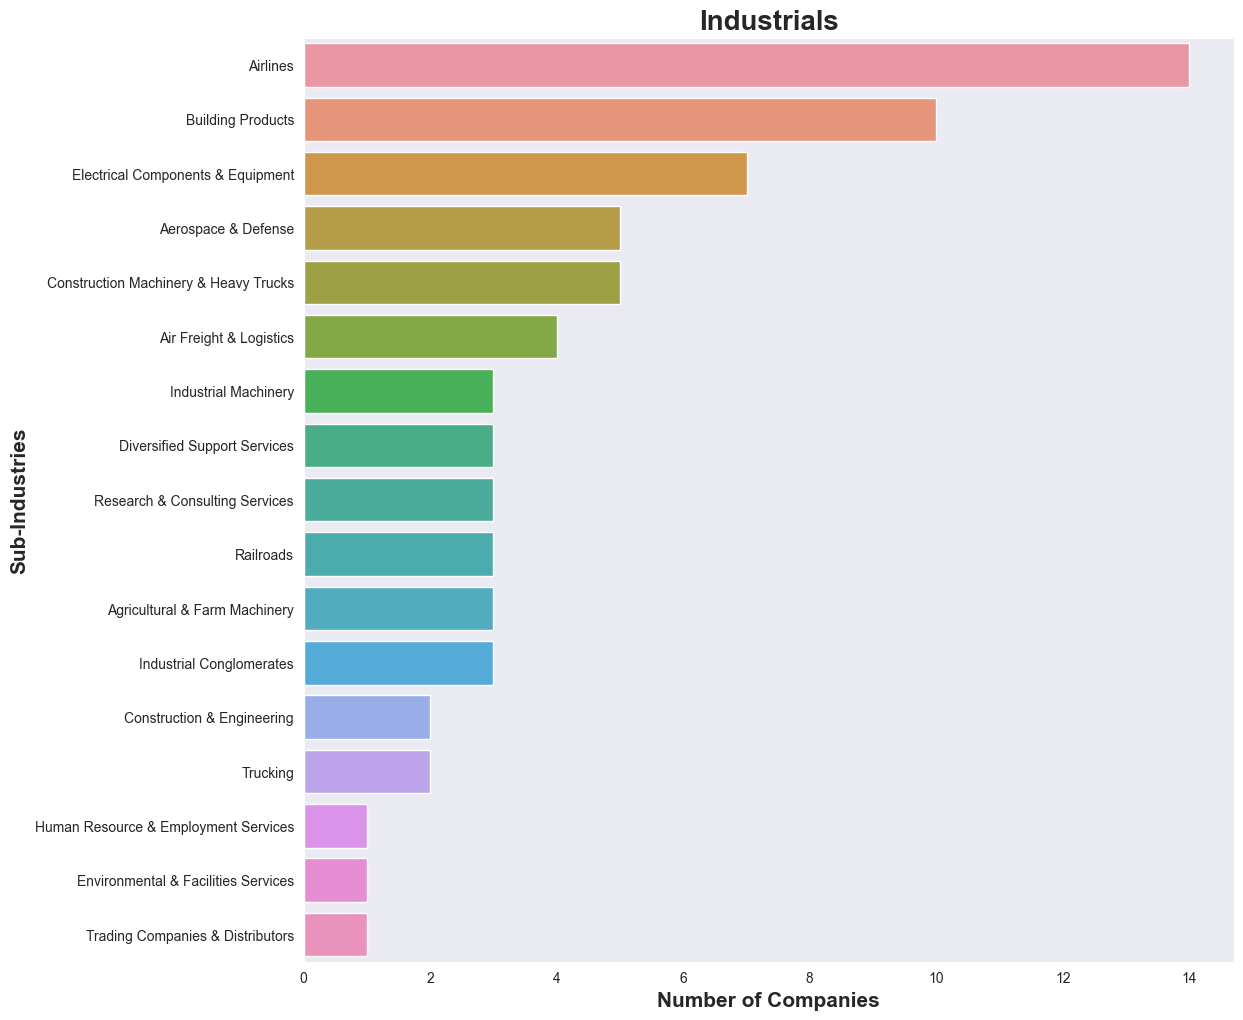 Industrials
Airlines
Building Products
Electrical Components & Equipment
Aerospace & Defense
Construction Machinery & Heavy Trucks
Air Freight & Logistics
Industrial Machinery
Diversified Support Services
Research & Consulting Services
Railroads
Agricultural & Farm Machinery
Industrial Conglomerates
Construction & Engineering
Trucking
Human Resource & Employment Services
Environmental & Facilities Services
Trading Companies & Distributors
Sub-Industries
0 2 4 6 8 10 12 14
Number of Companies